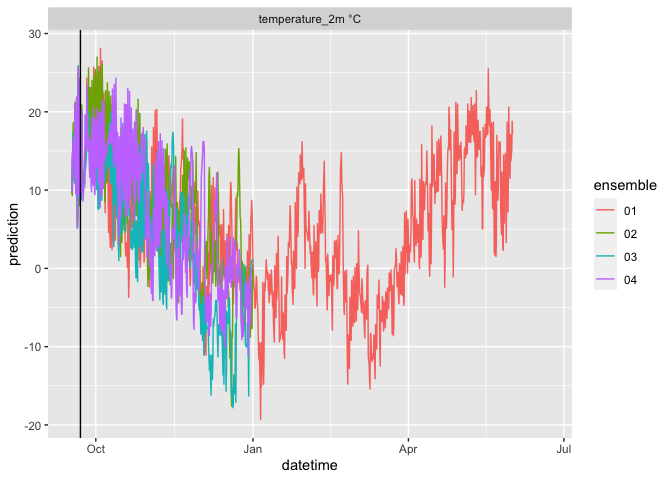 temperature_2m °C
30
20
10
0
-10
-20
prediction
Oct
Jan
Apr
Jul
datetime
ensemble
01
02
03
04